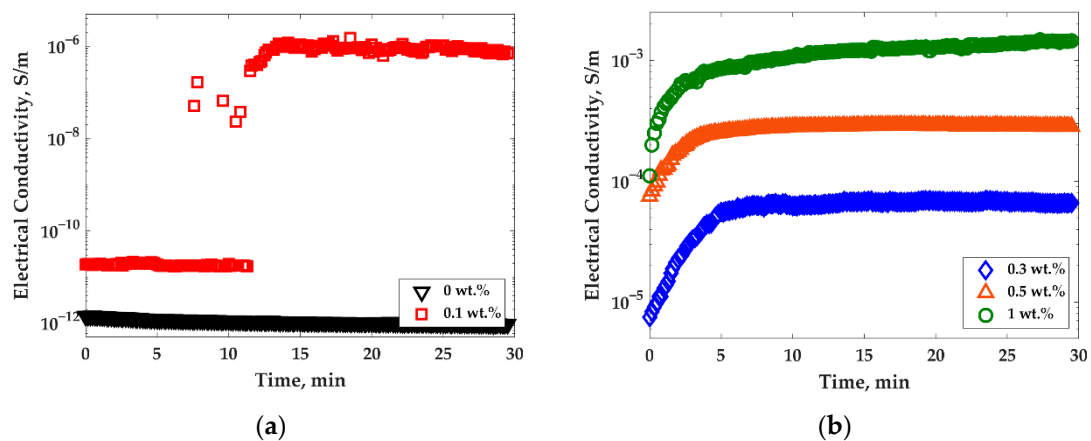 Electrical Conductivity, S/m
10⁻⁶
10⁻⁸
10⁻¹⁰
10⁻¹²
0 5 10 15 20 25 30
Time, min
0 wt.%
0.1 wt.%
(a)
Electrical Conductivity, S/m
10⁻³
10⁻⁴
10⁻⁵
0 5 10 15 20 25 30
Time, min
0.3 wt.%
0.5 wt.%
1 wt.%
(b)